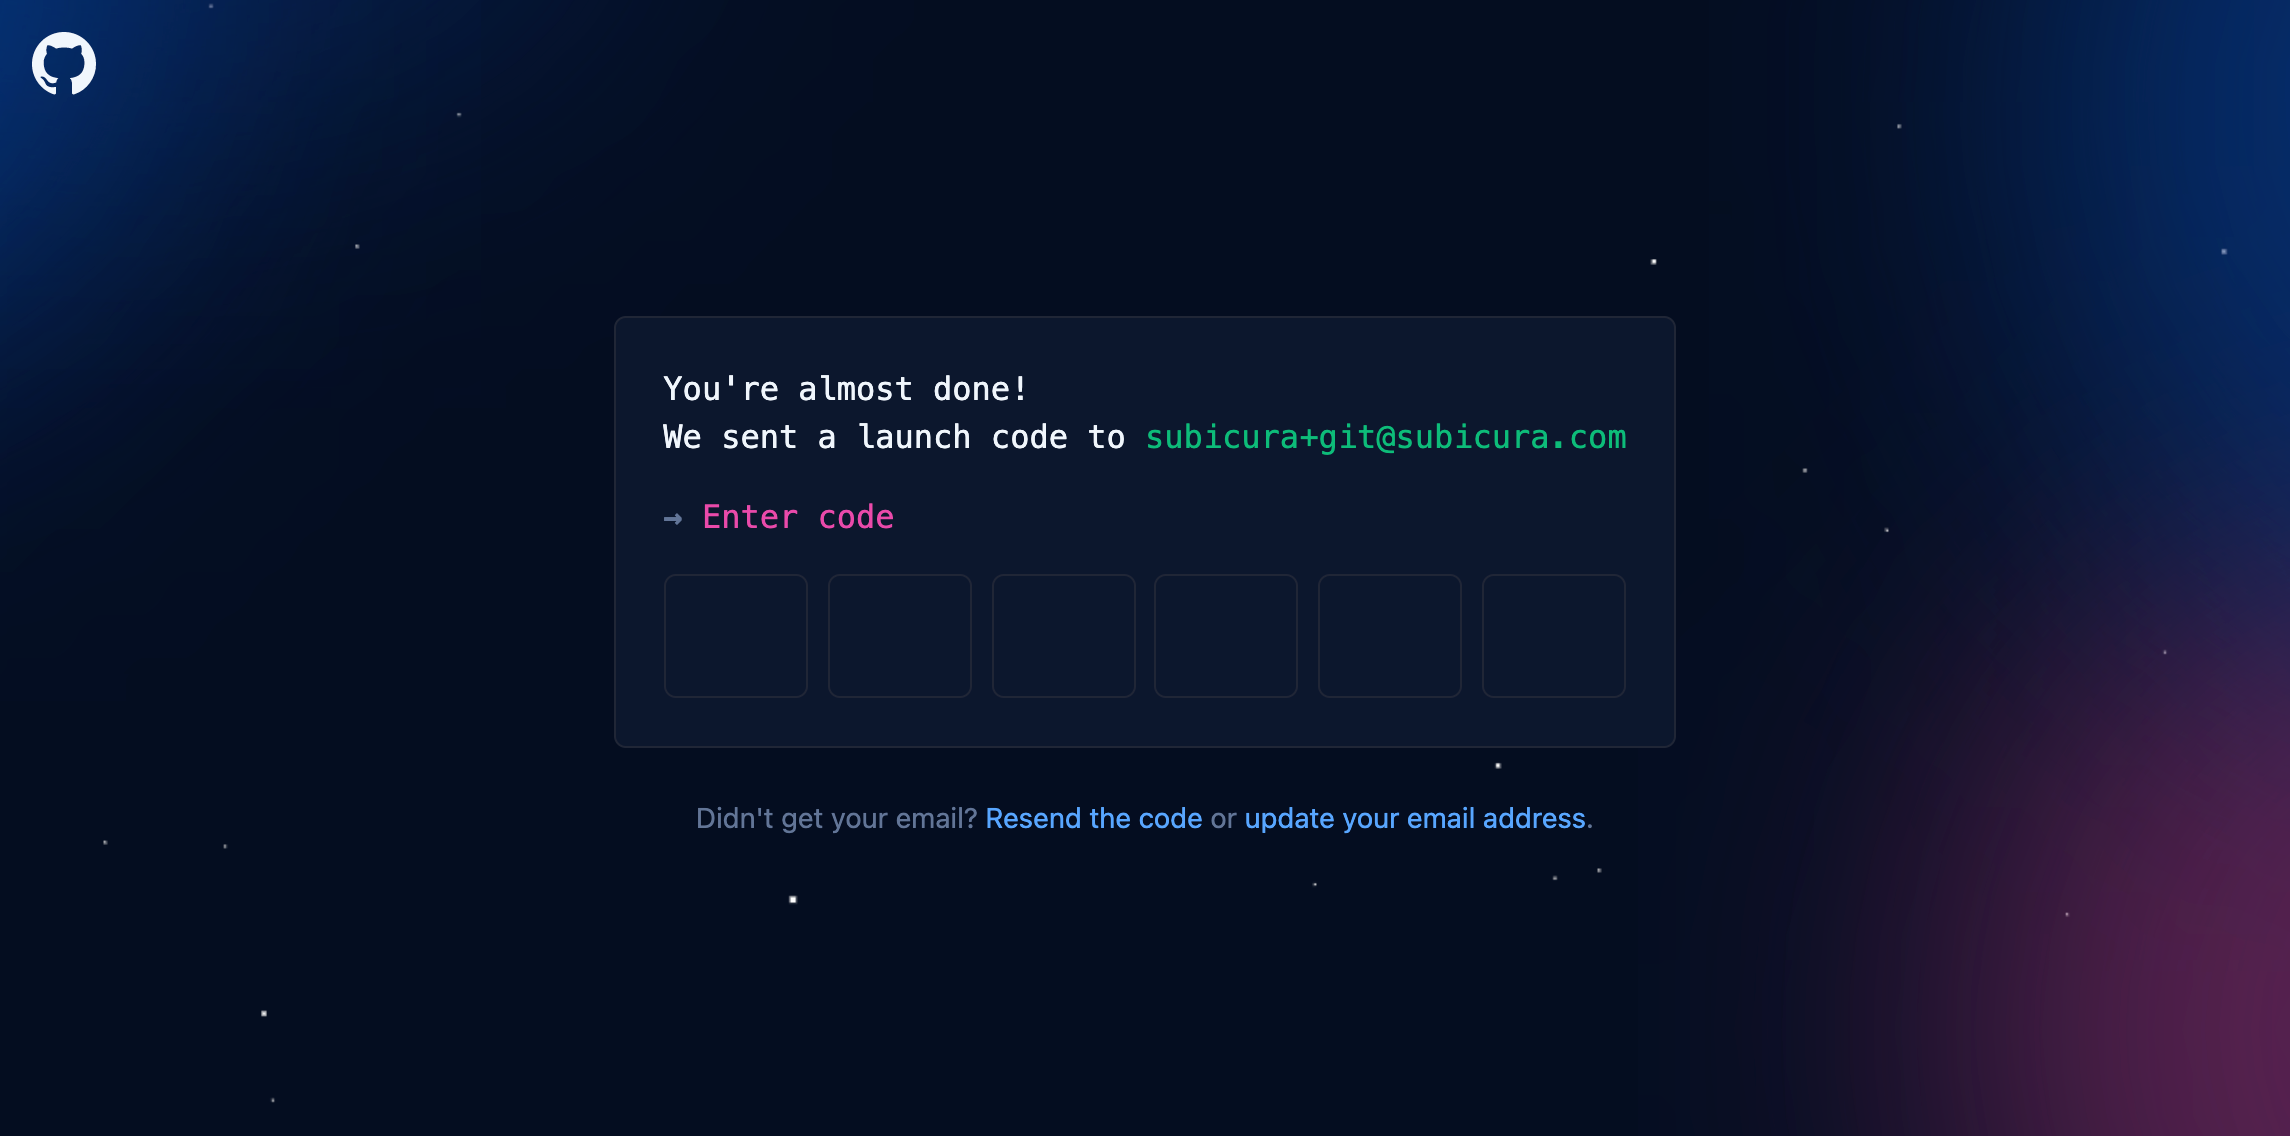 You're almost done!
We sent a launch code to subicura+git@subicura.com
→ Enter code
Didn't get your email? Resend the code or update your email address.